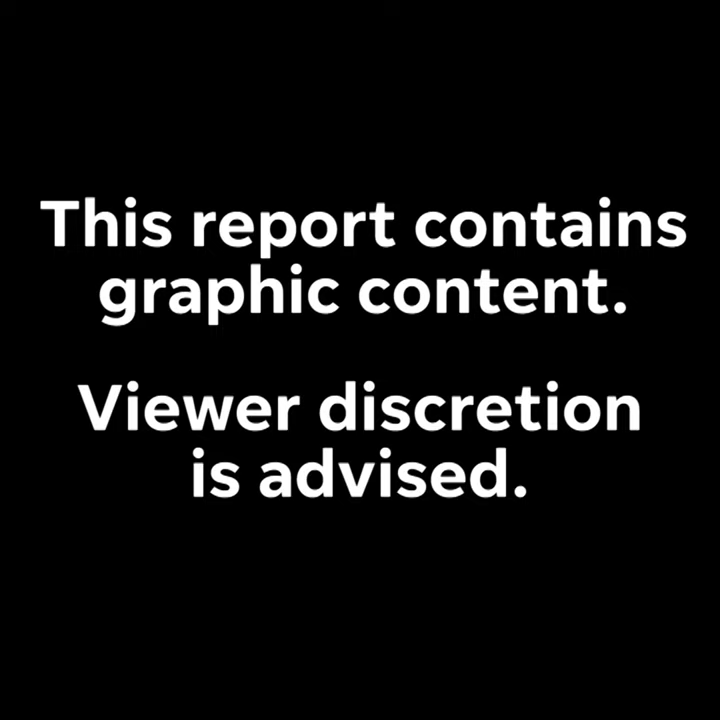 This report contains
graphic content.
Viewer discretion
is advised.